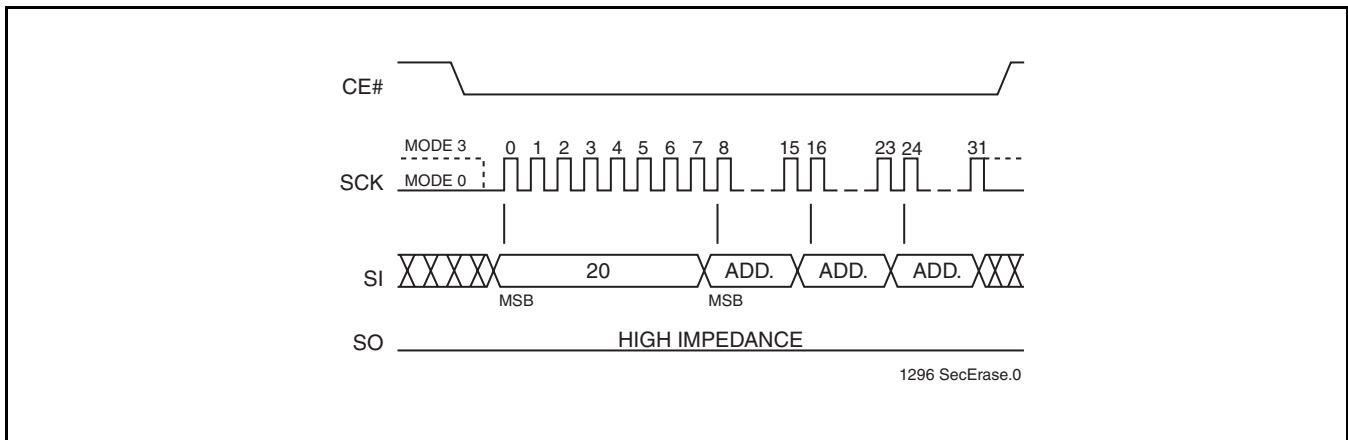 CE#
MODE 3
0 1 2 3 4 5 6 7 8 15 16 23 24 31
SCK
MODE 0
SI
20 ADD. ADD. ADD.
MSB MSB
SO
HIGH IMPEDANCE
1296 SecErase.0